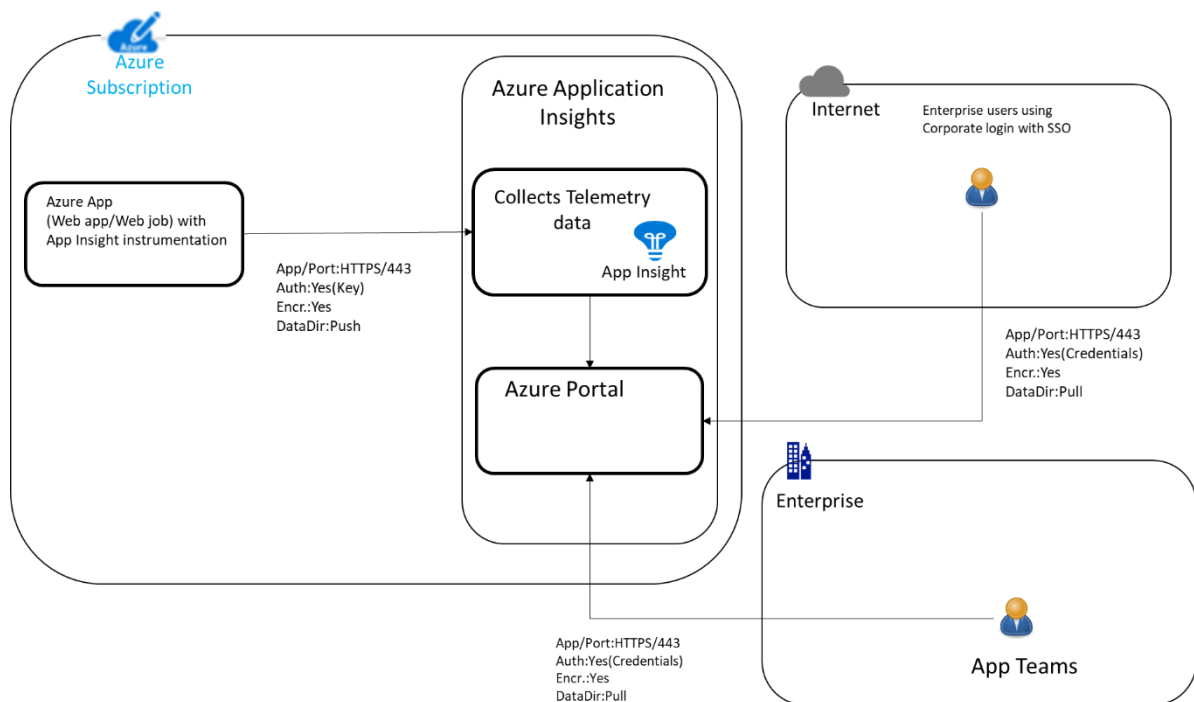 Azure
Azure
Subscription
Azure Application
Insights
Azure App
(Web app/Web job) with
App Insight instrumentation
App/Port:HTTPS/443
Auth:Yes(Key)
Encr.:Yes
DataDir:Push
Collects Telemetry
data
App Insight
Azure Portal
Internet
Enterprise users using
Corporate login with SSO
App/Port:HTTPS/443
Auth:Yes(Credentials)
Encr.:Yes
DataDir:Pull
Enterprise
App Teams
App/Port:HTTPS/443
Auth:Yes(Credentials)
Encr.:Yes
DataDir:Pull